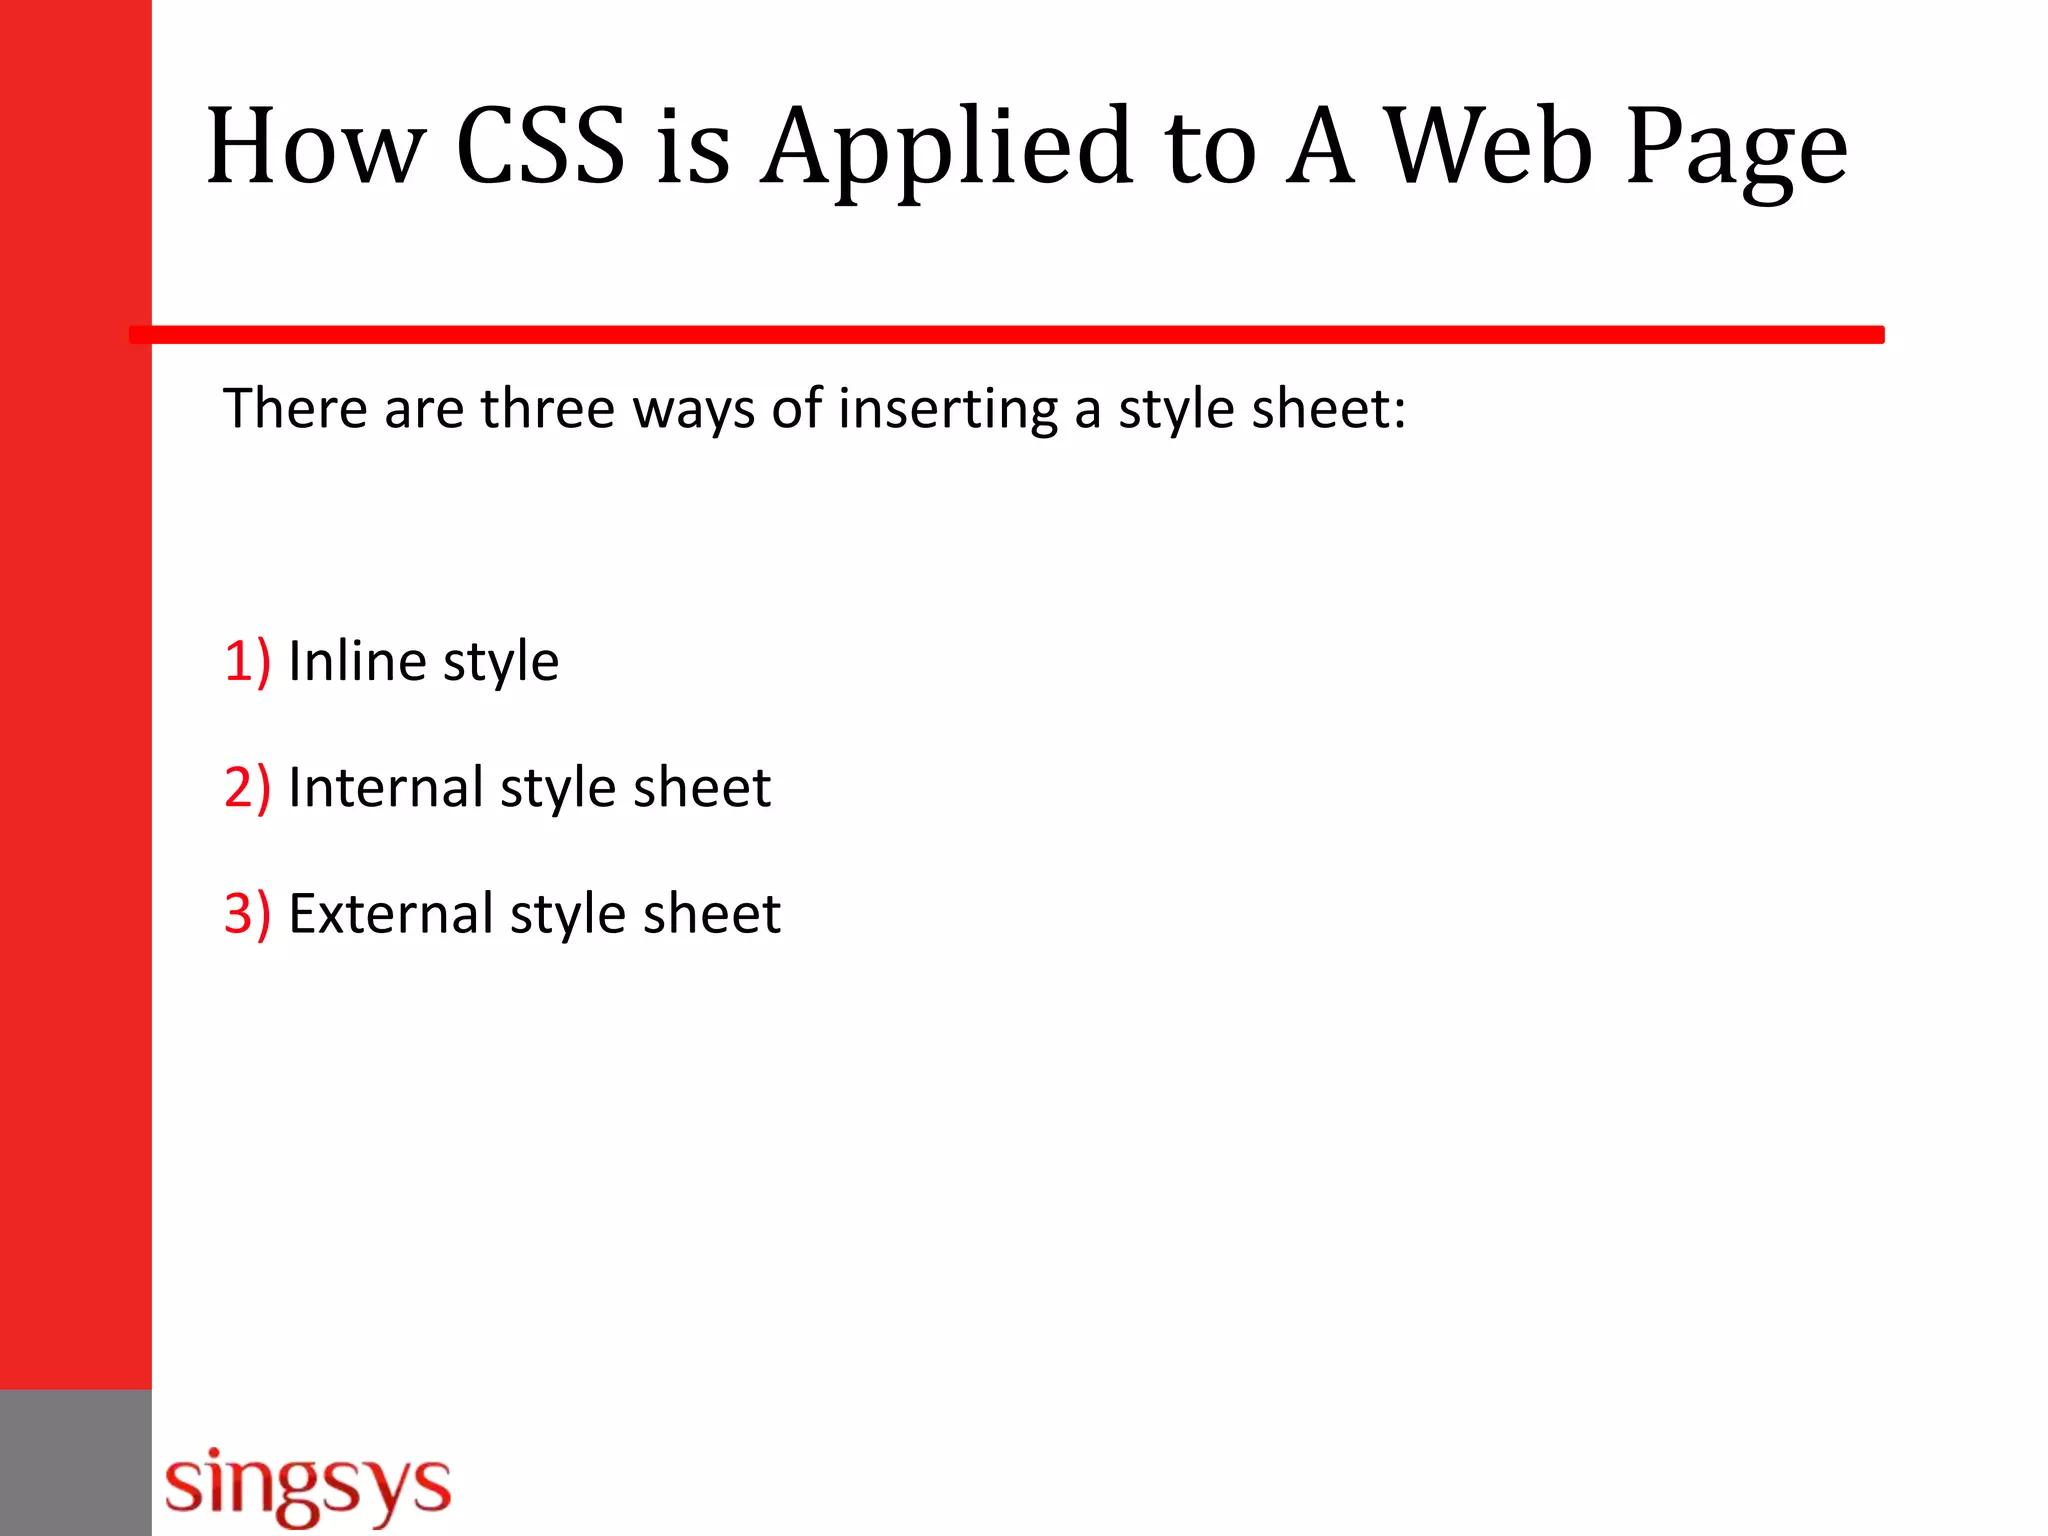 How CSS is Applied to A Web Page
There are three ways of inserting a style sheet:
1) Inline style
2) Internal style sheet
3) External style sheet
singsys